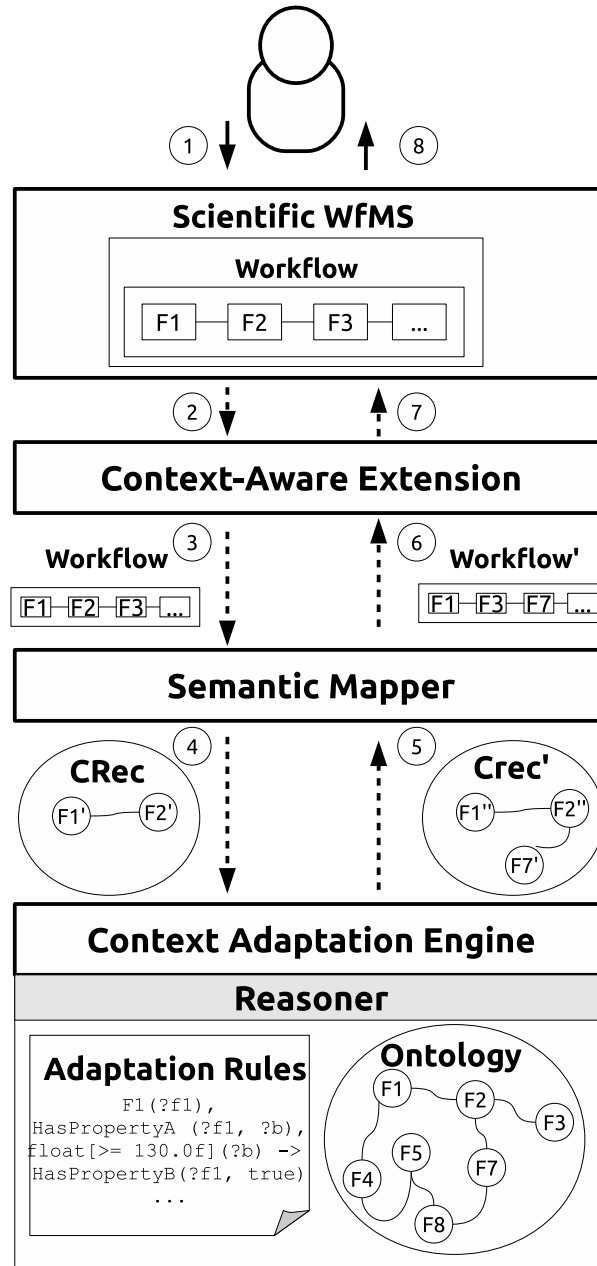 1
8
Scientific WfMS
Workflow
F1 F2 F3 ...
2
7
Context-Aware Extension
3
6
Workflow
Workflow'
F1 F2 F3 ...
F1 F3 F7 ...
Semantic Mapper
4
5
CRec
Crec'
F1' F2'
F1'' F2''
F7'
Context Adaptation Engine
Reasoner
Adaptation Rules
F1(?f1),
HasPropertyA (?f1, ?b),
float[>= 130.0f](?b) ->
HasPropertyB(?f1, true)
...
Ontology
F1
F2
F3
F5
F7
F4
F8